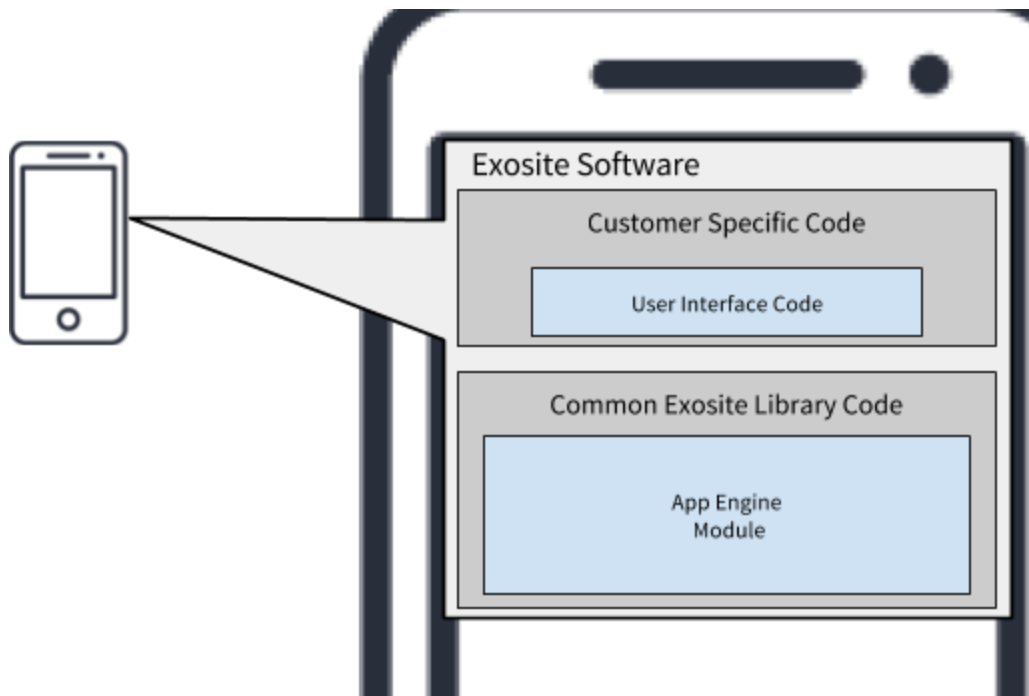 Exosite Software
Customer Specific Code
User Interface Code
Common Exosite Library Code
App Engine
Module